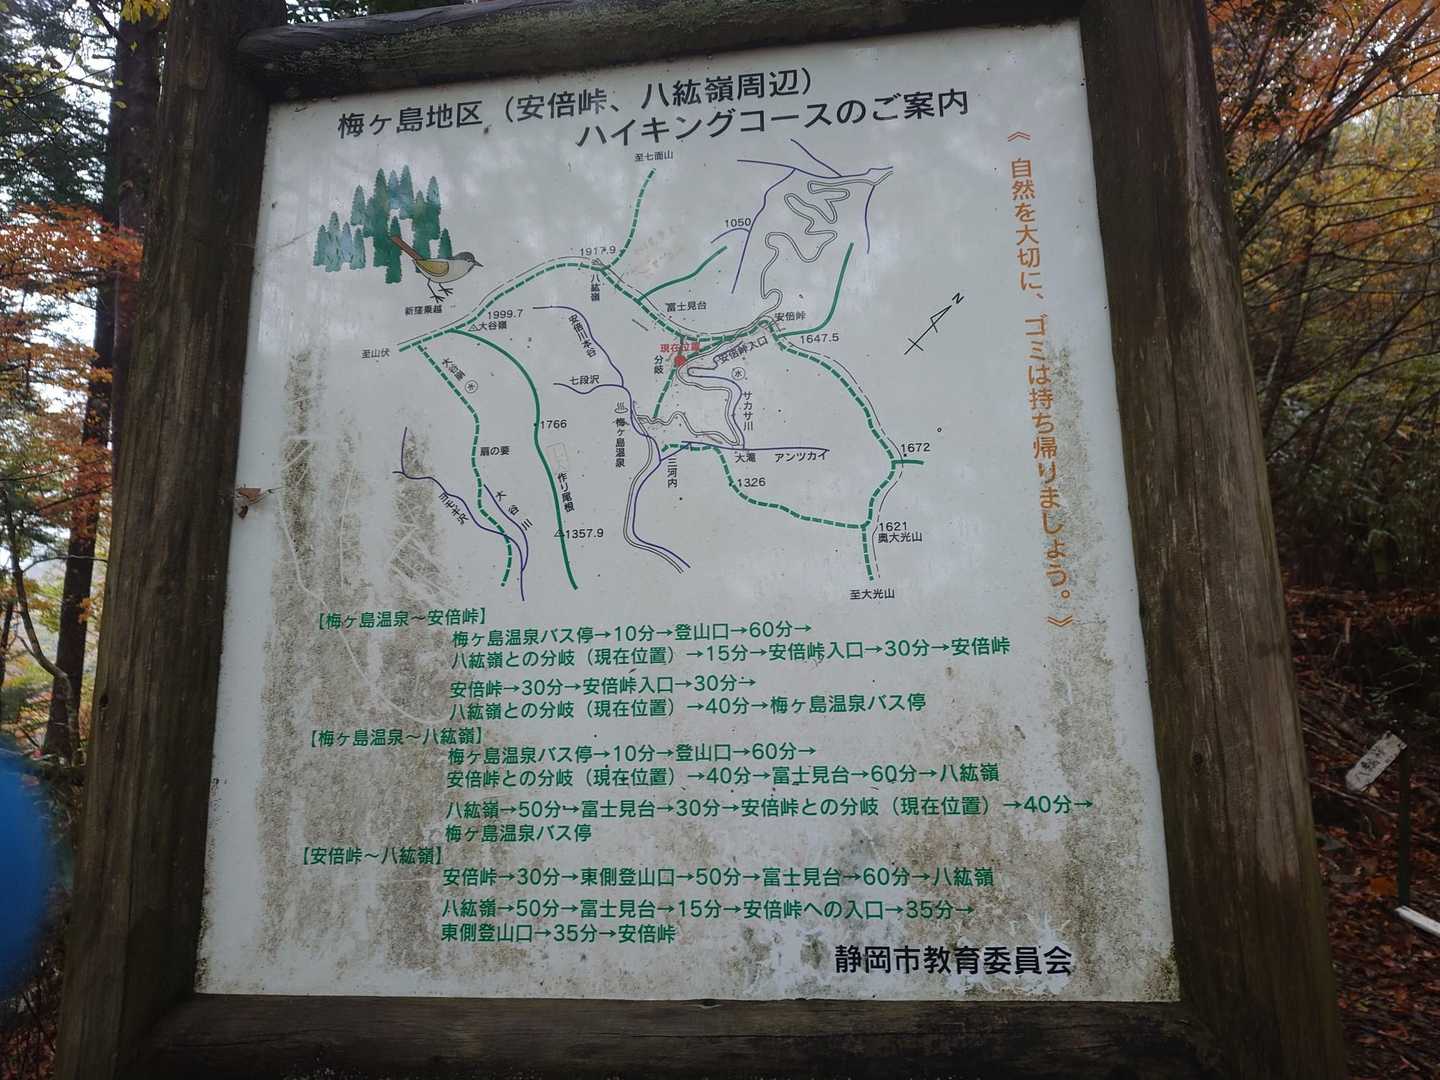 梅ヶ島地区（安倍峠、八紘嶺周辺）
ハイキングコースのご案内
《 自然を大切に、ゴミは持ち帰りましょう。》
至七面山
1050
1917.9
八紘嶺
新窪乗越
1999.7
大谷嶺
富士見台
安倍峠
1647.5
至山伏
安倍川本谷
現在位置
分岐
安倍峠入口
水
大谷嶺
水
七段沢
サカサ川
梅ヶ島温泉
1766
扇の要
三河内
大滝
アンツカイ
1672
1326
作り尾根
大谷川
1357.9
1621
奥大光山
至大光山
N
【梅ヶ島温泉～安倍峠】
梅ヶ島温泉バス停→10分→登山口→60分→
八紘嶺との分岐（現在位置）→15分→安倍峠入口→30分→安倍峠
安倍峠→30分→安倍峠入口→30分→
八紘嶺との分岐（現在位置）→40分→梅ヶ島温泉バス停
【梅ヶ島温泉～八紘嶺】
梅ヶ島温泉バス停→10分→登山口→60分→
安倍峠との分岐（現在位置）→40分→富士見台→60分→八紘嶺
八紘嶺→50分→富士見台→30分→安倍峠との分岐（現在位置）→40分→
梅ヶ島温泉バス停
【安倍峠～八紘嶺】
安倍峠→30分→東側登山口→50分→富士見台→60分→八紘嶺
八紘嶺→50分→富士見台→15分→安倍峠への入口→35分→
東側登山口→35分→安倍峠
静岡市教育委員会